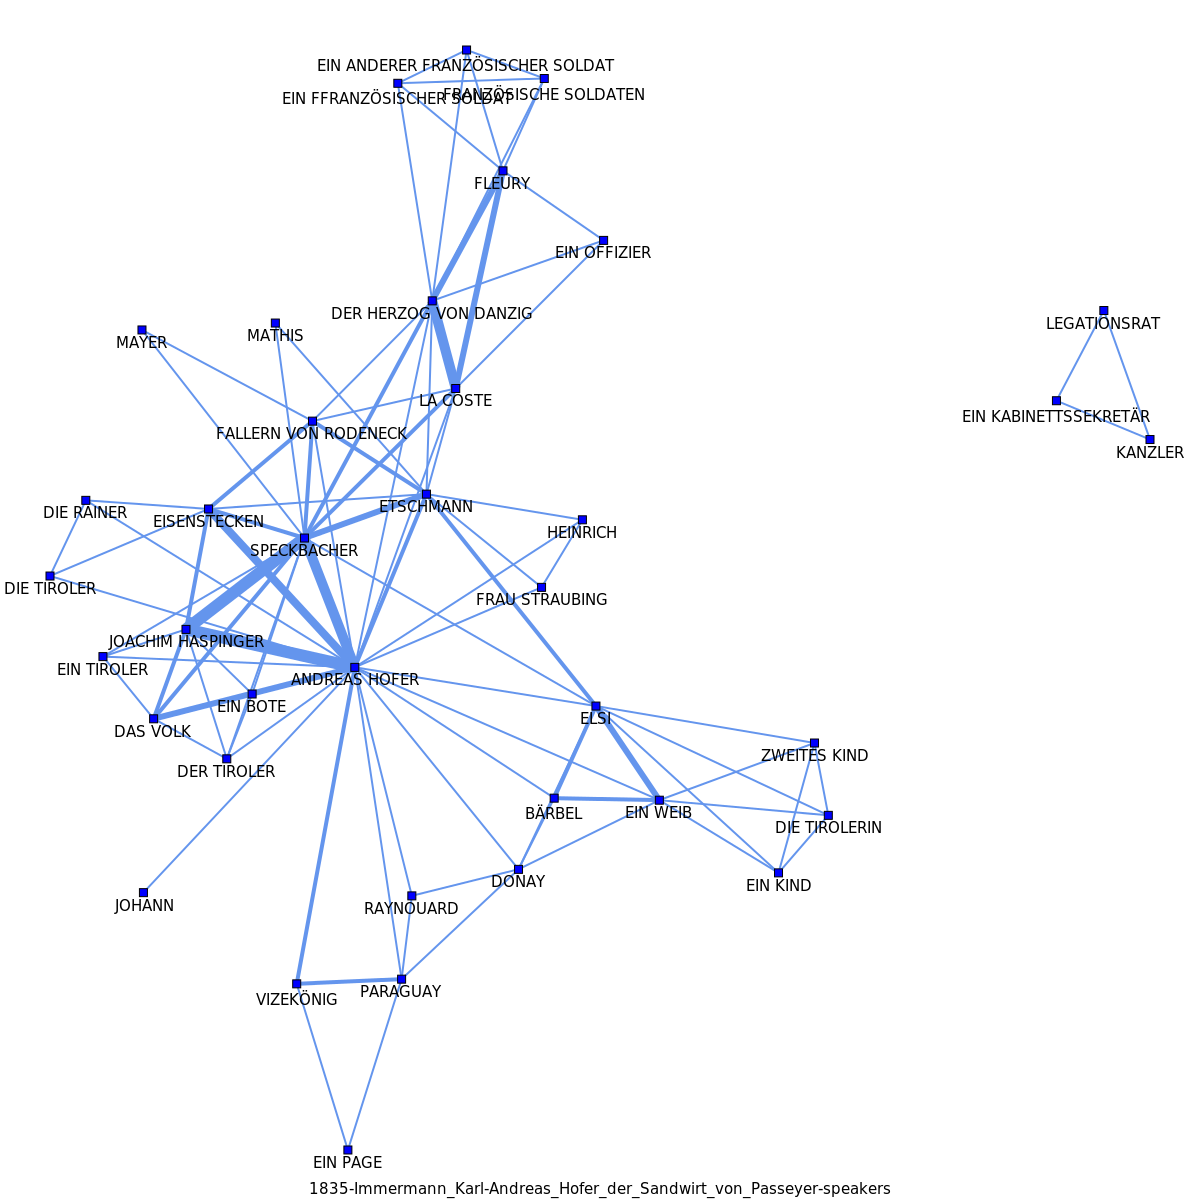 EIN ANDERER FRANZÖSISCHER SOLDAT
FRANZÖSISCHE SOLDATEN
EIN FFRANZÖSISCHER SOLDAT
FLEURY
EIN OFFIZIER
DER HERZOG VON DANZIG
LEGATIONSRAT
MATHIS
MAYER
LA COSTE
EIN KABINETTSSEKRETÄR
FALLERN VON RODENECK
KANZLER
ETSCHMANN
DIE RAINER
EISENSTECKEN
HEINRICH
SPECKBACHER
DIE TIROLER
FRAU STRAUBING
JOACHIM HASPINGER
EIN TIROLER
ANDREAS HOFER
EIN BOTE
ELSI
DAS VOLK
ZWEITES KIND
DER TIROLER
BÄRBEL
EIN WEIB
DIE TIROLERIN
DONAY
EIN KIND
JOHANN
RAYNOUARD
PARAGUAY
VIZEKÖNIG
EIN PAGE
1835-Immermann_Karl-Andreas_Hofer_der_Sandwirt_von_Passeyer-speakers